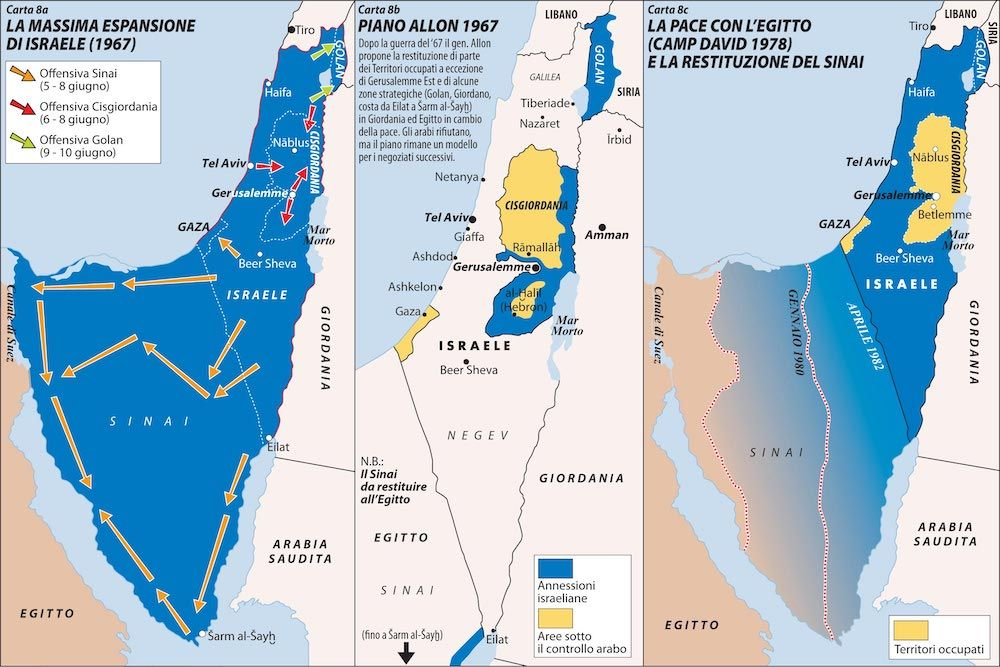 Carta 8a
LA MASSIMA ESPANSIONE
DI ISRAELE (1967)
Offensiva Sinai
(5 - 8 giugno)
Offensiva Cisgiordania
(6 - 8 giugno)
Offensiva Golan
(9 - 10 giugno)
Tiro
GOLAN
Haifa
CISGIORDANIA
Nāblus
Tel Aviv
Gerusalemme
GAZA
Mar
Morto
Beer Sheva
ISRAELE
Canale di Suez
GIORDANIA
SINAI
Eilat
ARABIA
SAUDITA
EGITTO
Šarm al-Šayḫ
Carta 8b
PIANO ALLON 1967
Dopo la guerra del '67 il gen. Allon
propone la restituzione di parte
dei Territori occupati a eccezione
di Gerusalemme Est e di alcune
zone strategiche (Golan, Giordano,
costa da Eilat a Šarm al-Šayḫ)
in Giordania ed Egitto in cambio
della pace. Gli arabi rifiutano,
ma il piano rimane un modello
per i negoziati successivi.
LIBANO
GOLAN
GALILEA
SIRIA
Tiberiade
Nazaret
Irbid
Netanya
CISGIORDANIA
Tel Aviv
Giaffa
Amman
Rāmallāh
Ashdod
Gerusalemme
Ashkelon
al-Ḫalīl
(Hebron)
Gaza
Mar
Morto
ISRAELE
Beer Sheva
NEGEV
N.B.:
Il Sinai
da restituire
all'Egitto
GIORDANIA
EGITTO
SINAI
Annessioni
israeliane
Aree sotto
il controllo arabo
(fino a Šarm al-Šayḫ)
Eilat
Carta 8c
LA PACE CON L'EGITTO
(CAMP DAVID 1978)
E LA RESTITUZIONE DEL SINAI
LIBANO
SIRIA
GOLAN
Haifa
CISGIORDANIA
Nāblus
Tel Aviv
Gerusalemme
Betlemme
GAZA
Mar
Morto
Beer Sheva
ISRAELE
Canale di Suez
GENNAIO 1980
APRILE 1982
GIORDANIA
SINAI
ARABIA
SAUDITA
EGITTO
Territori occupati